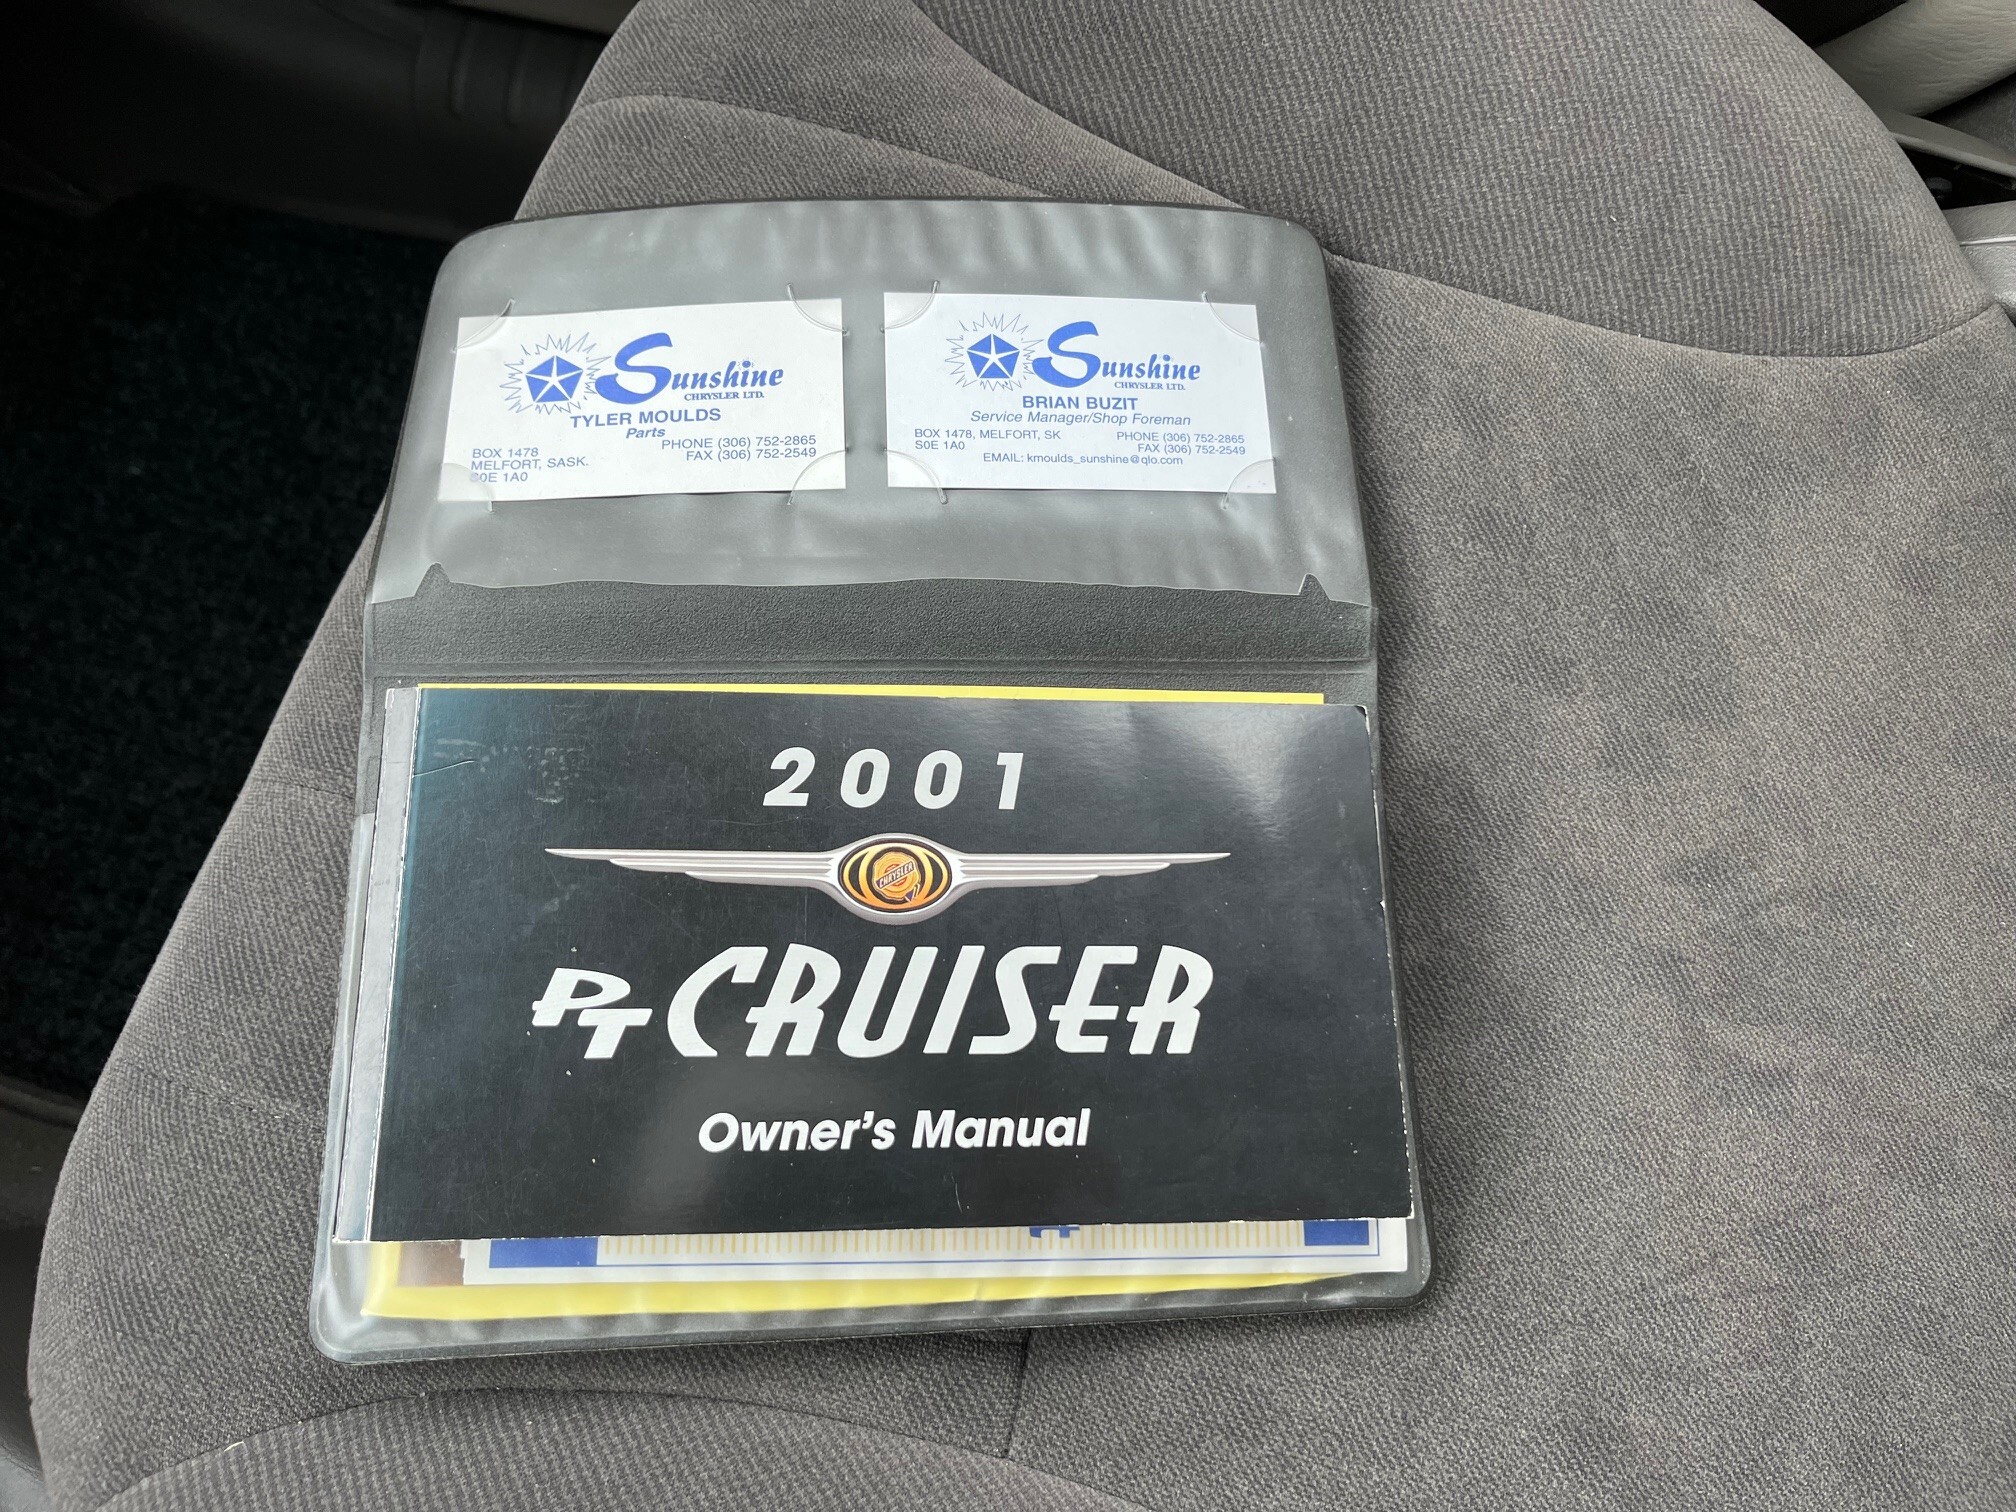 Sunshine
CHRYSLER LTD.
TYLER MOULDS
Parts
BOX 1478
MELFORT, SASK.
S0E 1A0
PHONE (306) 752-2865
FAX (306) 752-2549
Sunshine
CHRYSLER LTD.
BRIAN BUZIT
Service Manager/Shop Foreman
BOX 1478, MELFORT, SK
S0E 1A0
PHONE (306) 752-2865
FAX (306) 752-2549
EMAIL: kmoulds_sunshine@qlo.com
2001
CHRYSLER
PT CRUISER
Owner's Manual